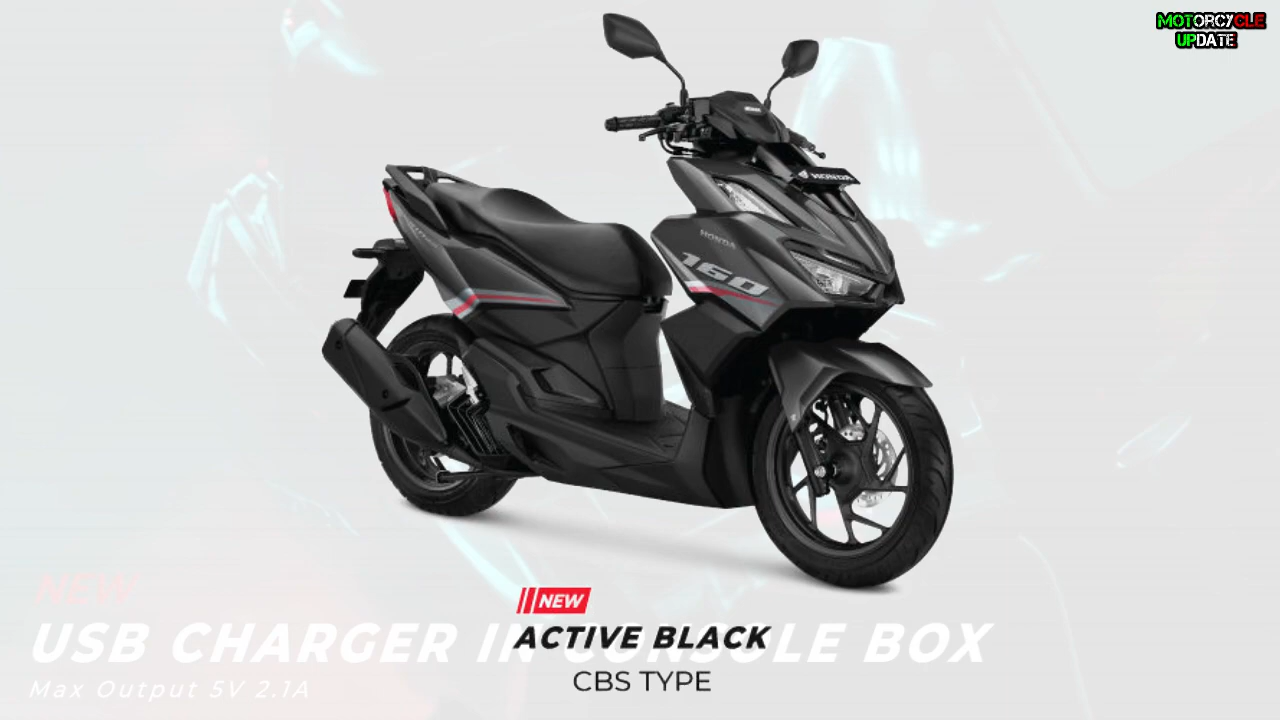 MOTORCYCLE
UPDATE
HONDA
HONDA
160
NEW
USB CHARGER IN CONSOLE BOX
Max Output 5V 2.1A
NEW
ACTIVE BLACK
CBS TYPE